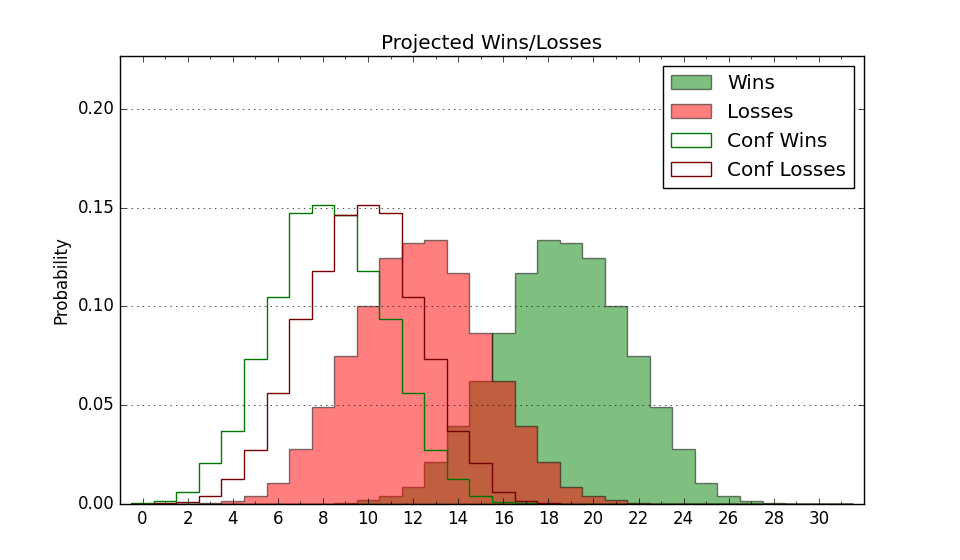 Projected Wins/Losses
Wins
Losses
Conf Wins
Conf Losses
Probability
0.20
0.15
0.10
0.05
0.00
0 2 4 6 8 10 12 14 16 18 20 22 24 26 28 30